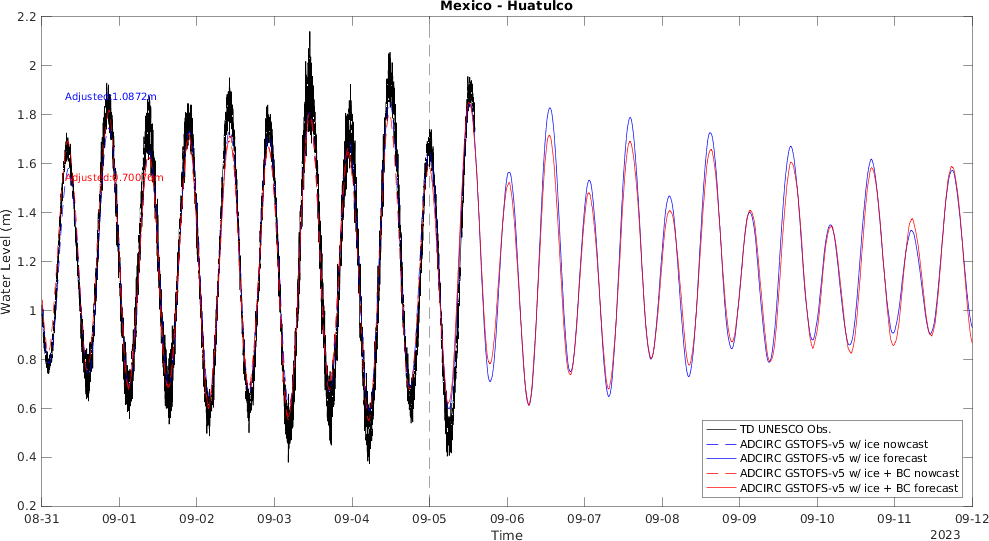 Mexico - Huatulco
2.2
2
1.8
1.6
1.4
1.2
1
0.8
0.6
0.4
0.2
Water Level (m)
Adjusted:1.0872m
Adjusted:0.70076m
TD UNESCO Obs.
ADCIRC GSTOFS-v5 w/ ice nowcast
ADCIRC GSTOFS-v5 w/ ice forecast
ADCIRC GSTOFS-v5 w/ ice + BC nowcast
ADCIRC GSTOFS-v5 w/ ice + BC forecast
08-31 09-01 09-02 09-03 09-04 09-05 09-06 09-07 09-08 09-09 09-10 09-11 09-12
Time
2023